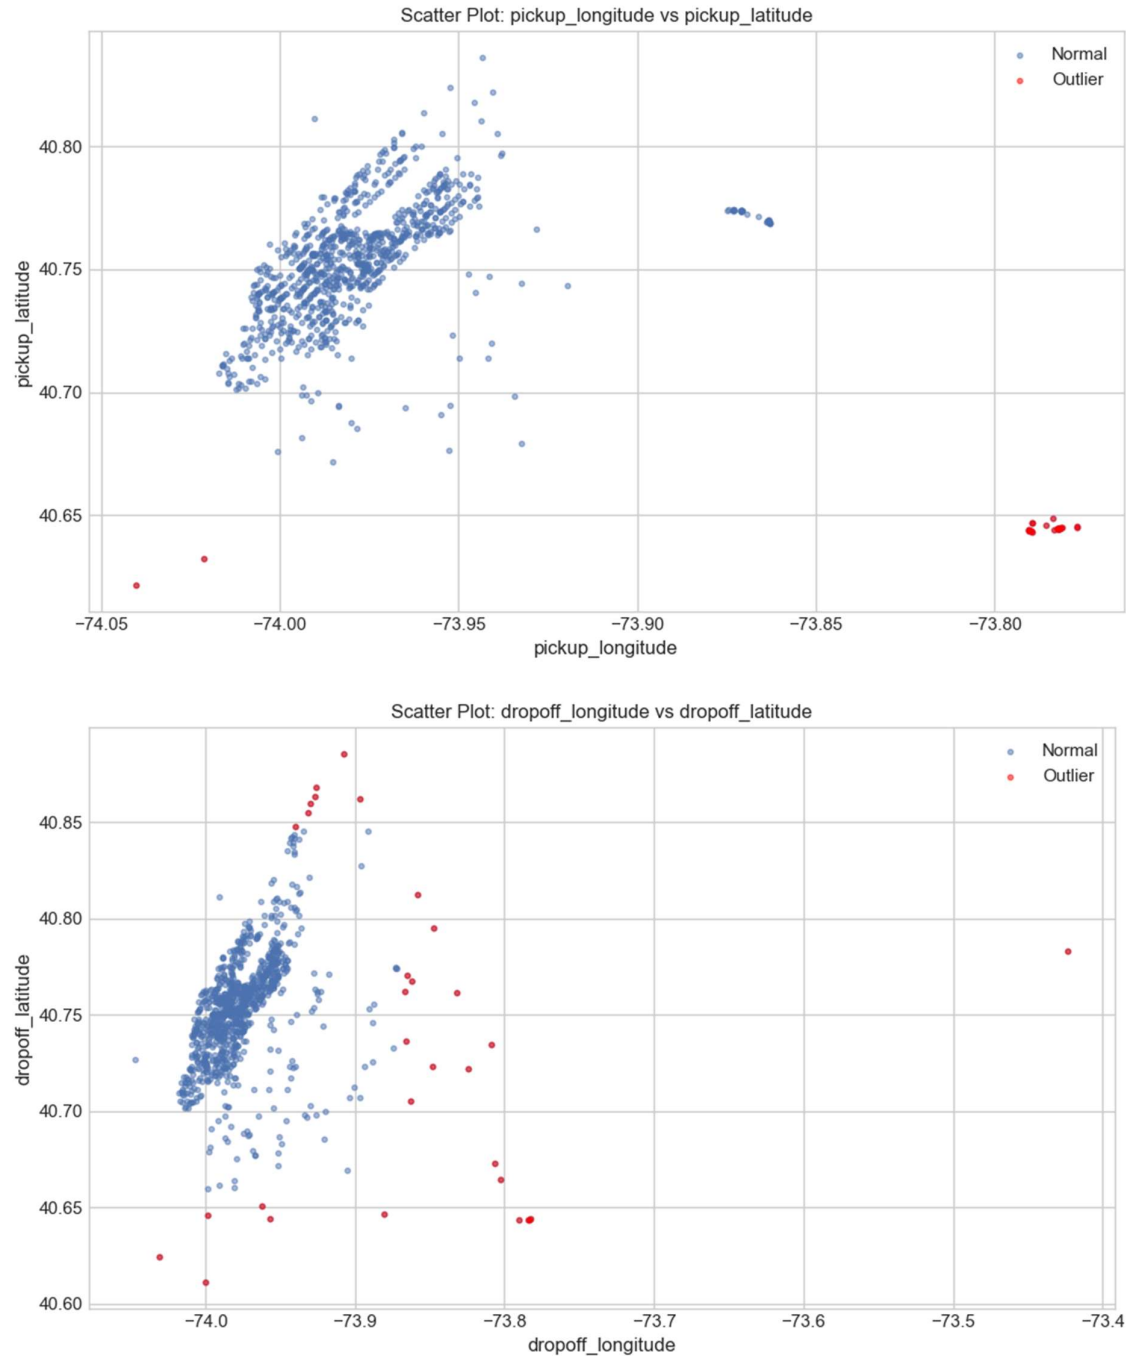 Scatter Plot: pickup_longitude vs pickup_latitude
Normal
Outlier
40.80
40.75
40.70
40.65
pickup_latitude
−74.05 −74.00 −73.95 −73.90 −73.85 −73.80
pickup_longitude
Scatter Plot: dropoff_longitude vs dropoff_latitude
Normal
Outlier
40.85
40.80
40.75
40.70
40.65
40.60
dropoff_latitude
−74.0 −73.9 −73.8 −73.7 −73.6 −73.5 −73.4
dropoff_longitude